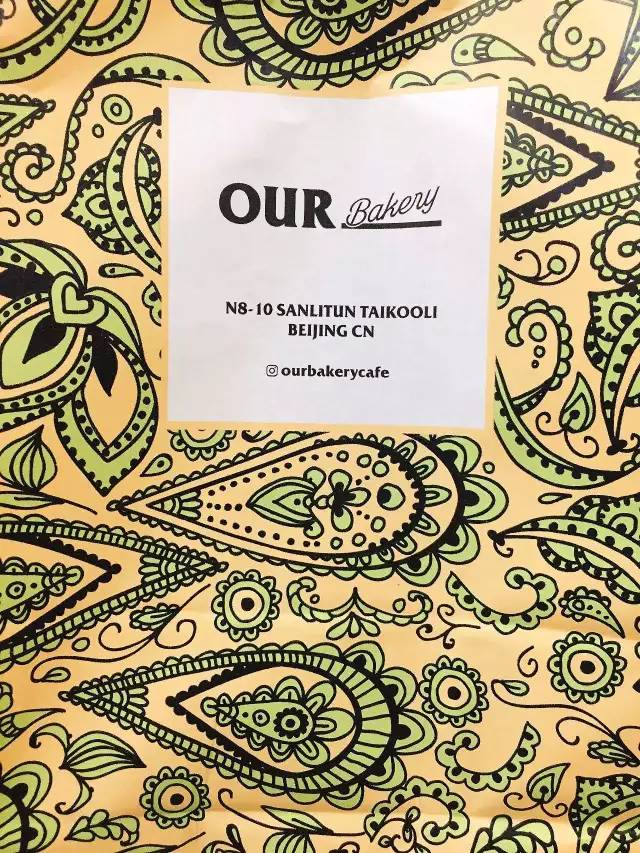 OUR Bakery
N8-10 SANLITUN TAIKOOLI
BEIJING CN
ourbakerycafe